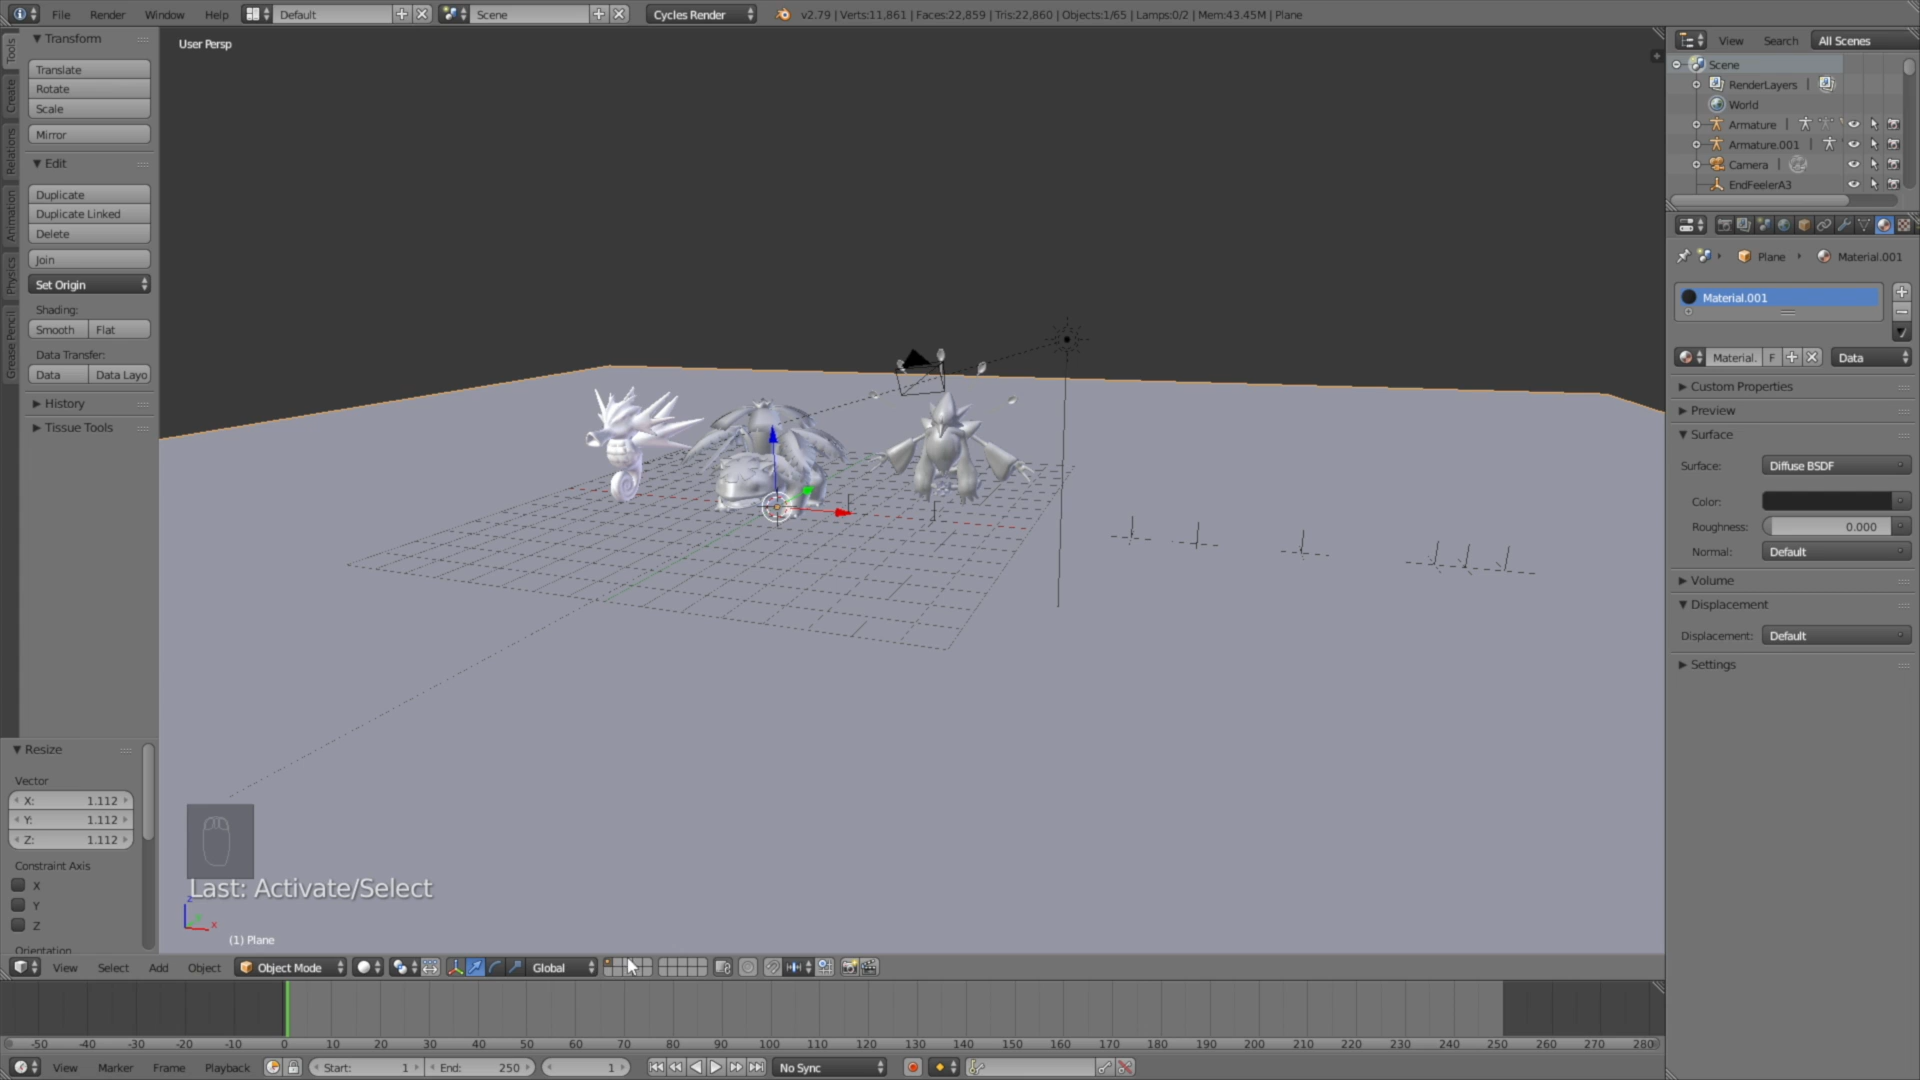 File Render Window Help Default Scene Cycles Render v2.79 | Verts:11,861 | Faces:22,859 | Tris:22,860 | Objects:1/65 | Lamps:0/2 | Mem:43.45M | Plane
Tools
Create
Relations
Animation
Physics
Grease Pencil
Transform
Translate
Rotate
Scale
Mirror
Edit
Duplicate
Duplicate Linked
Delete
Join
Set Origin
Shading:
Smooth Flat
Data Transfer:
Data Data Layo
History
Tissue Tools
Resize
Vector
X: 1.112
Y: 1.112
Z: 1.112
Constraint Axis
X
Y
Z
Orientation
User Persp
Last: Activate/Select
z
x
(1) Plane
View Search All Scenes
Scene
RenderLayers |
World
Armature |
Armature.001 |
Camera |
EndFeelerA3
Plane Material.001
Material.001
Material. F Data
Custom Properties
Preview
Surface
Surface: Diffuse BSDF
Color:
Roughness: 0.000
Normal: Default
Volume
Displacement
Displacement: Default
Settings
View Select Add Object Object Mode Global
-50 -40 -30 -20 -10 0 10 20 30 40 50 60 70 80 90 100 110 120 130 140 150 160 170 180 190 200 210 220 230 240 250 260 270 280
View Marker Frame Playback Start: 1 End: 250 1 No Sync